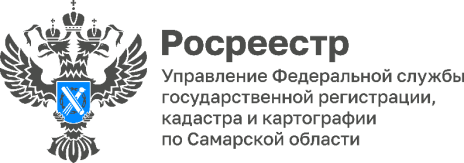 Росреестр
Управление Федеральной службы
государственной регистрации,
кадастра и картографии
по Самарской области